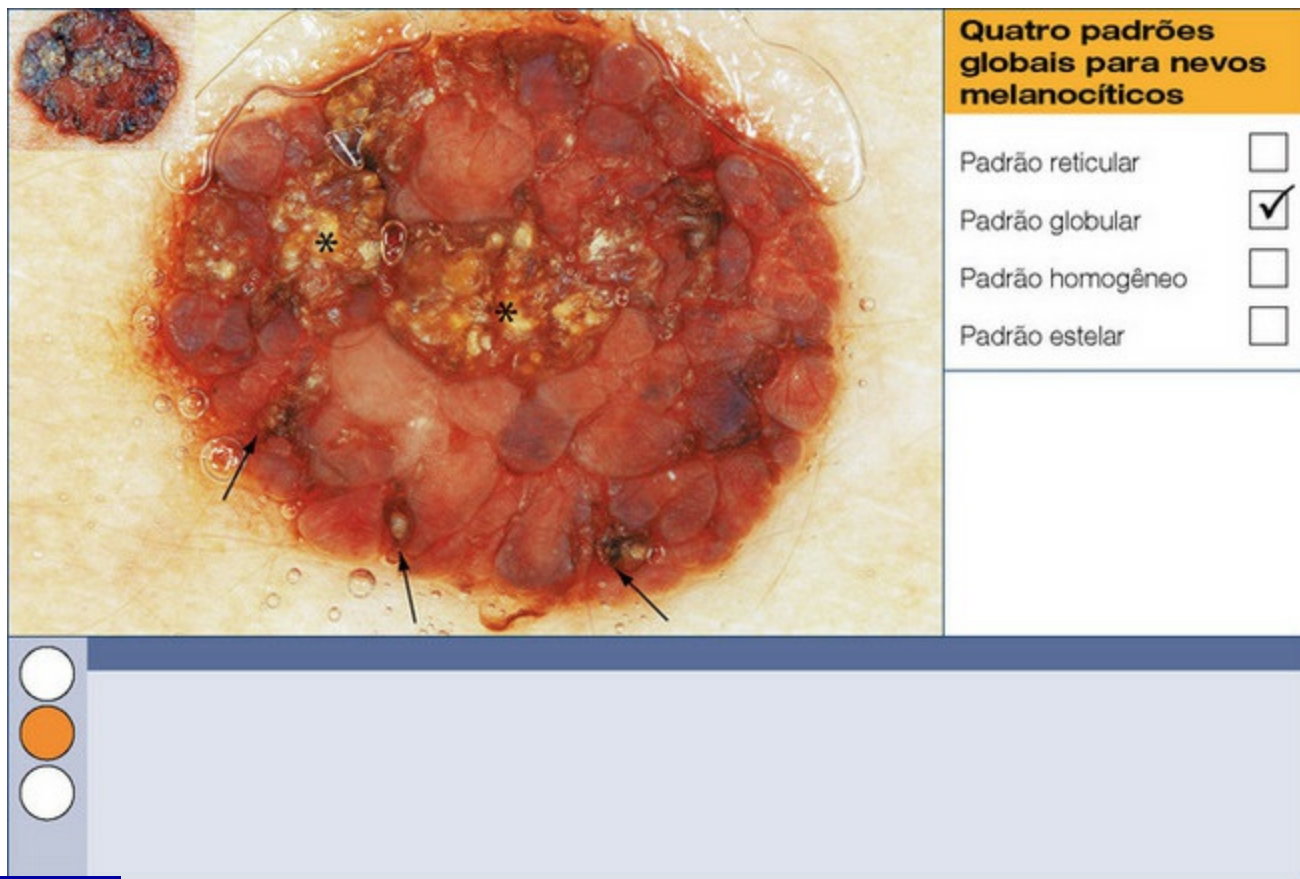 Quatro padrões
globais para nevos
melanocíticos
Padrão reticular
Padrão globular
Padrão homogêneo
Padrão estelar
*
*